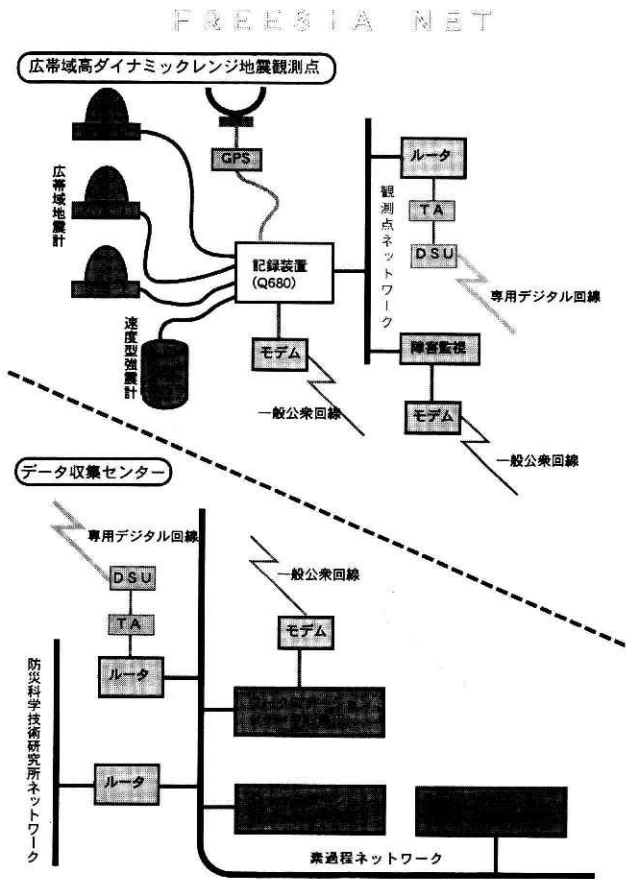 FREESIA NET
広帯域高ダイナミックレンジ地震観測点
広帯域地震計
GPS
記録装置
(Q680)
速度型強震計
モデム
一般公衆回線
観測点ネットワーク
ルータ
TA
DSU
専用デジタル回線
障害監視
モデム
一般公衆回線
データ収集センター
専用デジタル回線
DSU
TA
ルータ
防災科学技術研究所ネットワーク
ルータ
一般公衆回線
モデム
素過程ネットワーク